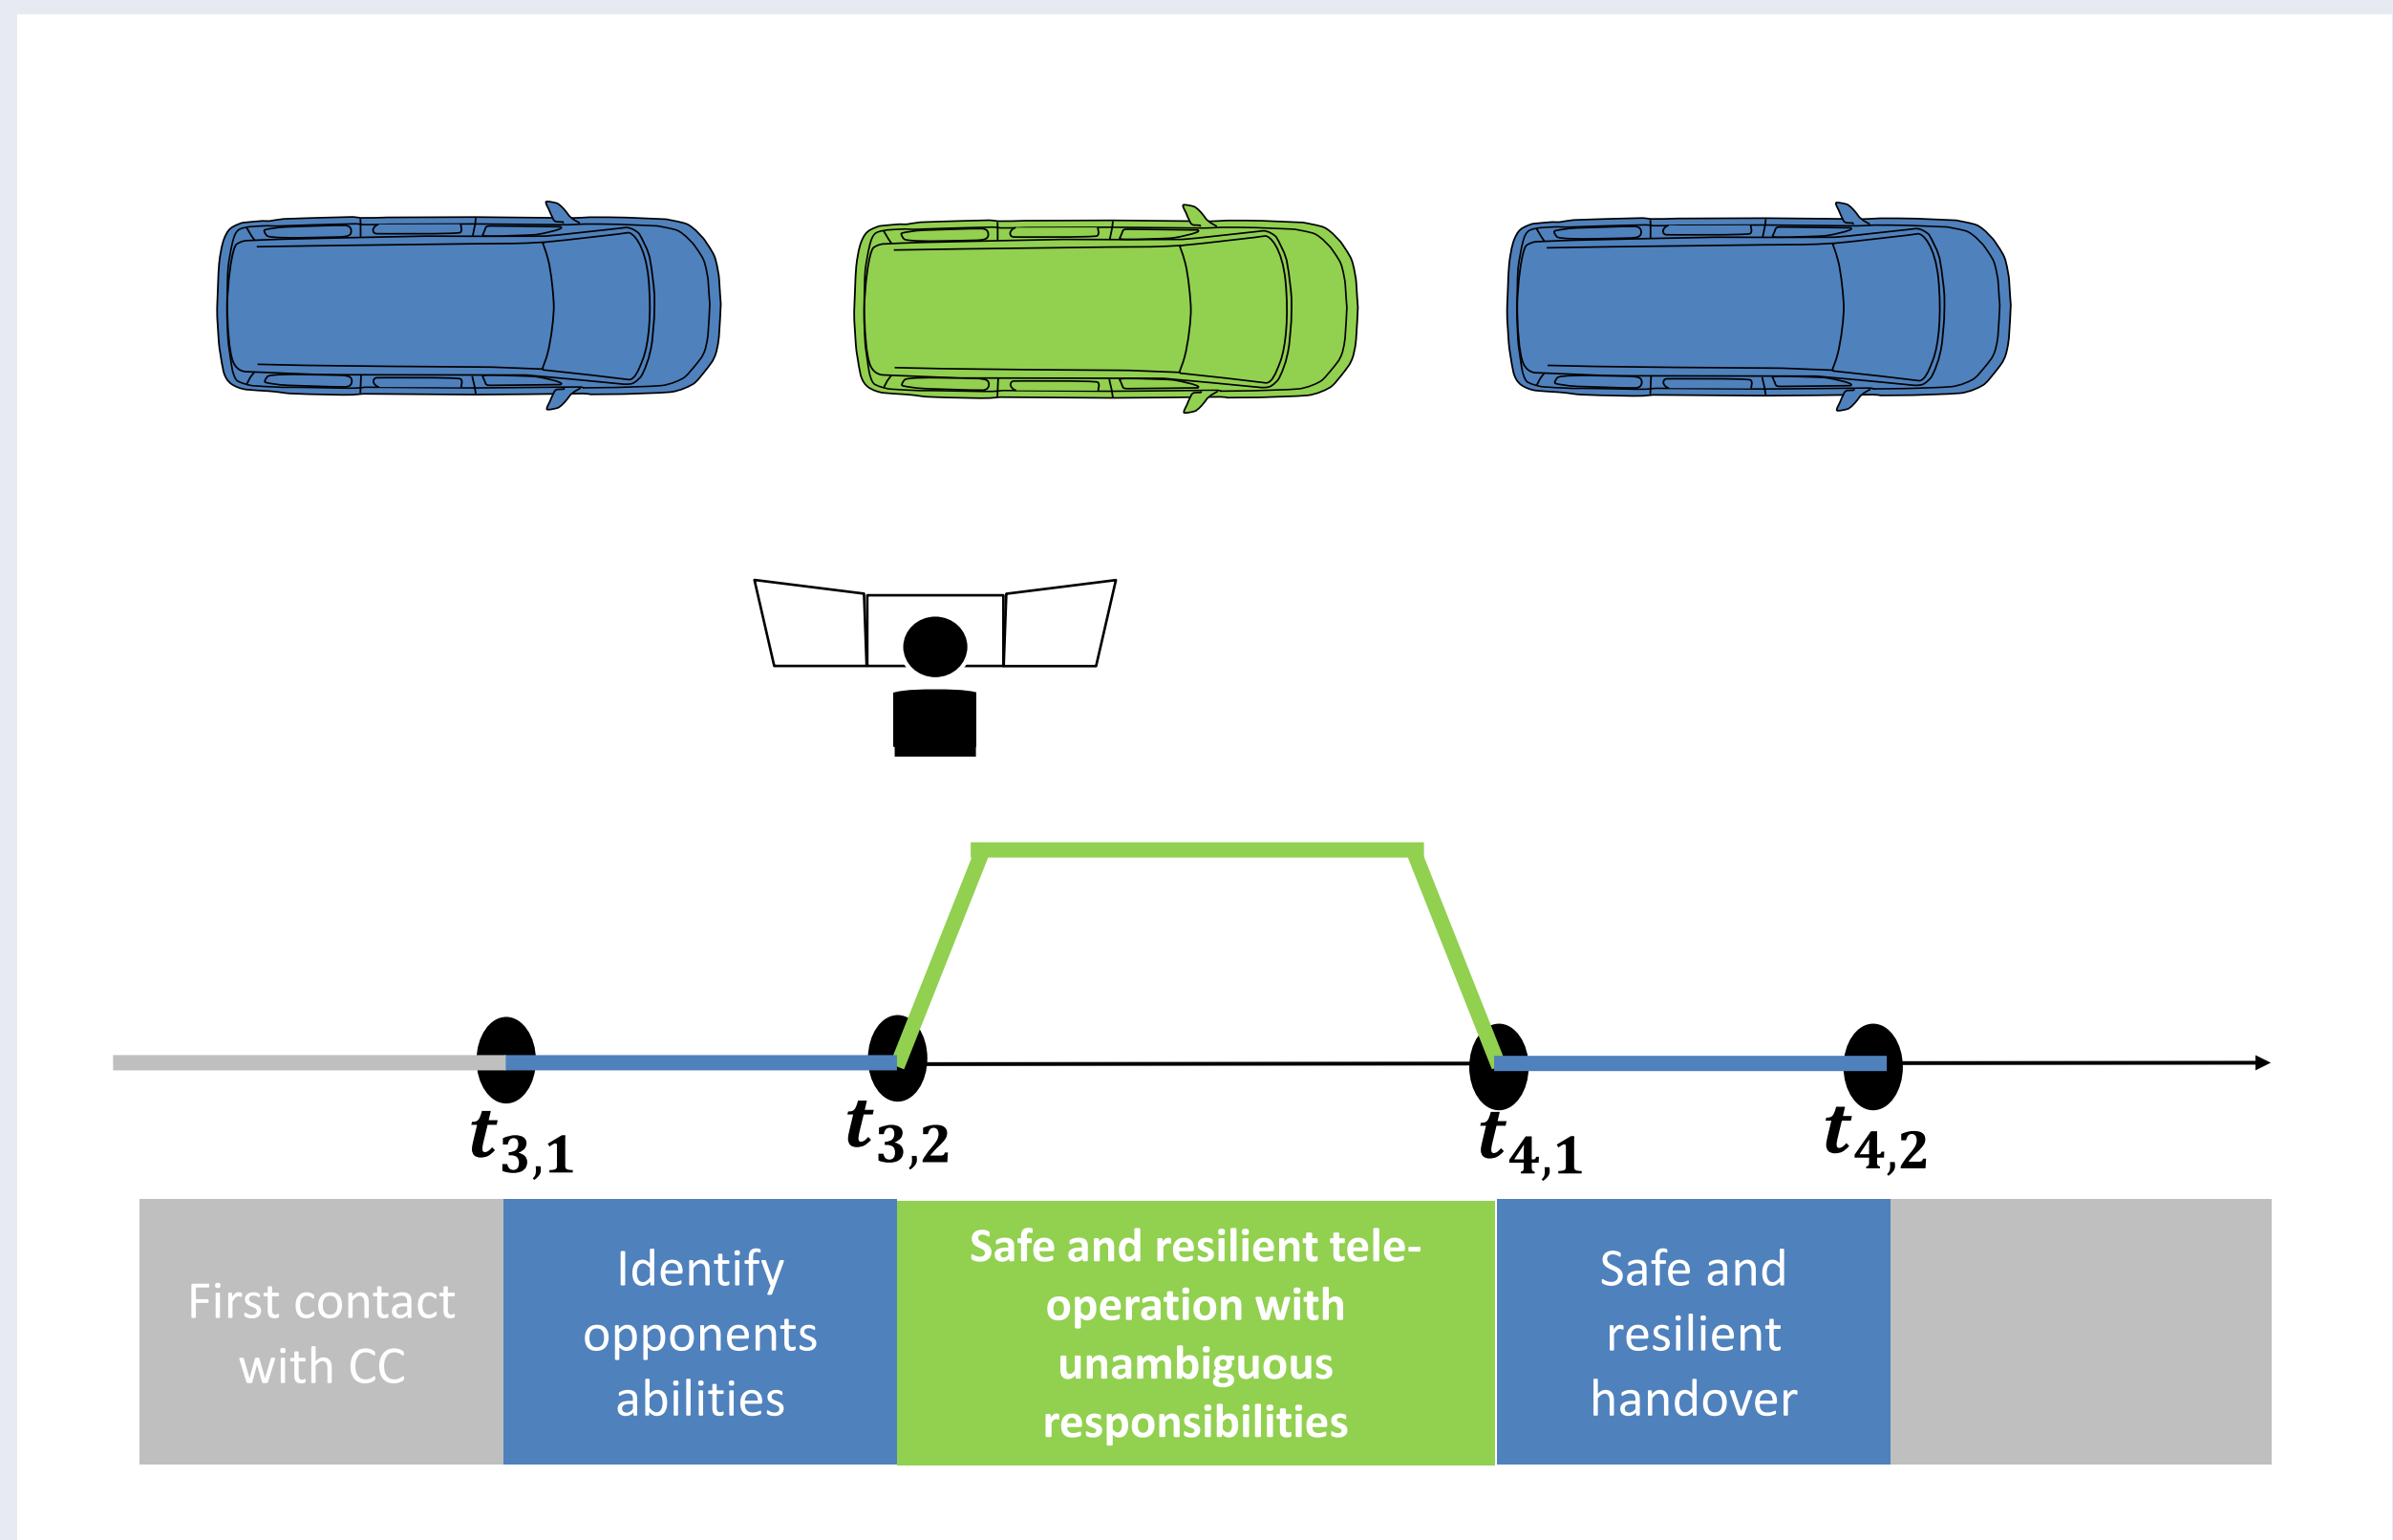 t3,1
t3,2
t4,1
t4,2
First contact
with CC
Identify
opponents
abilities
Safe and resilient tele-
operation with
unambiguous
responsibilities
Safe and
resilient
handover